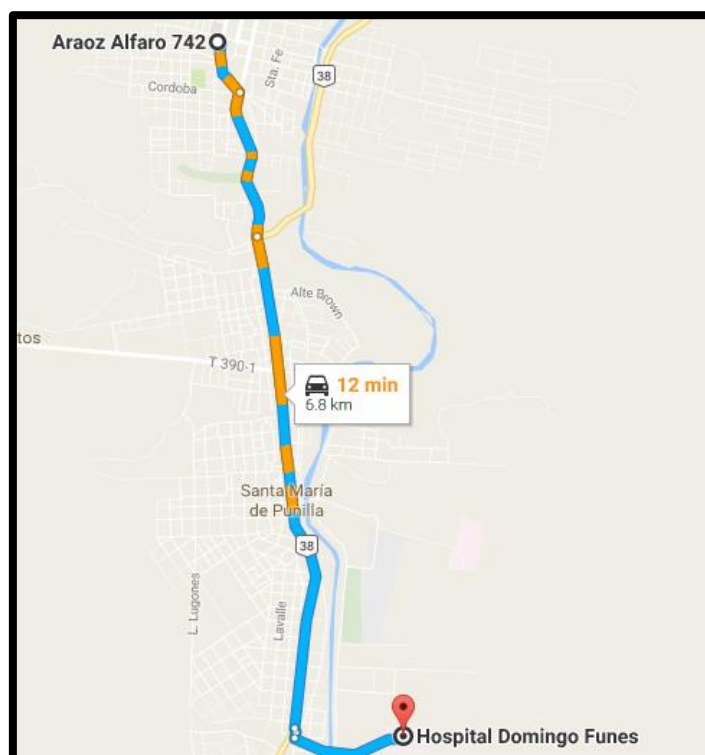 Araoz Alfaro 742
Sta. Fe
38
Cordoba
Alte Brown
tos
T 390-1
12 min
6.8 km
Santa María
de Punilla
38
L. Lugones
Lavalle
Hospital Domingo Funes